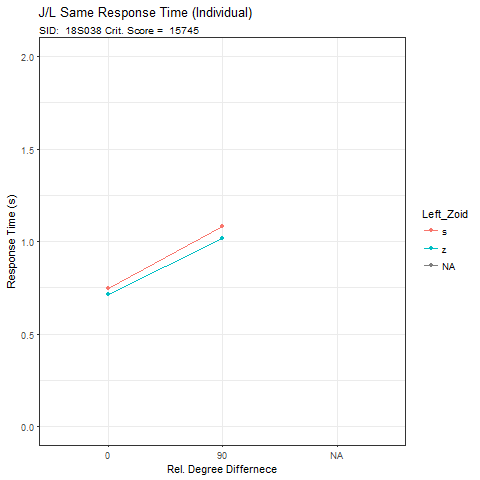 J/L Same Response Time (Individual)
SID:  18S038 Crit. Score =  15745
2.0
1.5
1.0
0.5
0.0
Response Time (s)
0
90
NA
Rel. Degree Differnece
Left_Zoid
s
z
NA